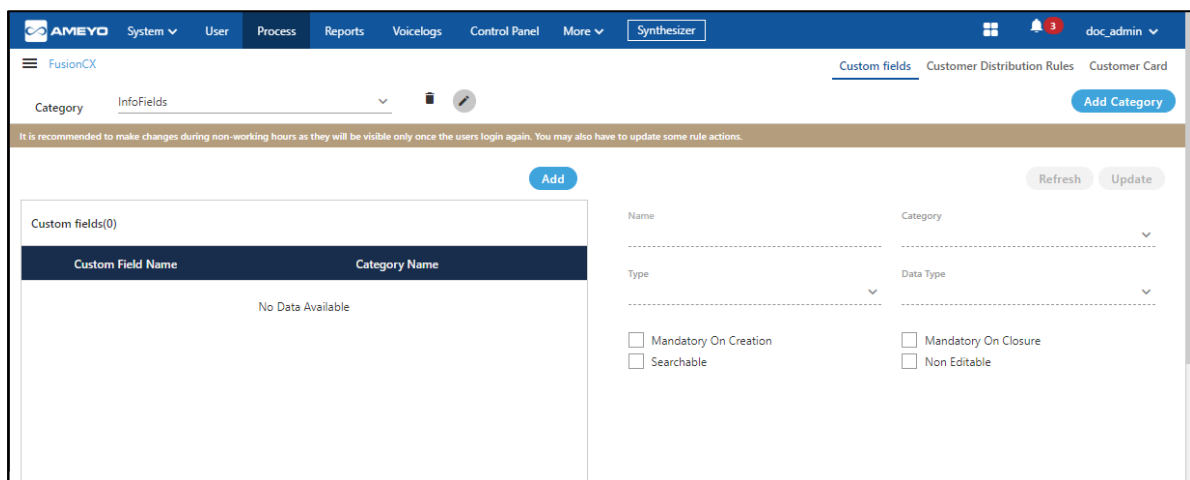 AMEYO System User Process Reports Voicelogs Control Panel More Synthesizer 3 doc_admin
FusionCX Custom fields Customer Distribution Rules Customer Card
Category InfoFields Add Category
It is recommended to make changes during non-working hours as they will be visible only once the users login again. You may also have to update some rule actions.
Add Refresh Update
Custom fields(0)
Custom Field Name Category Name
No Data Available
Name Category
Type Data Type
Mandatory On Creation Mandatory On Closure
Searchable Non Editable